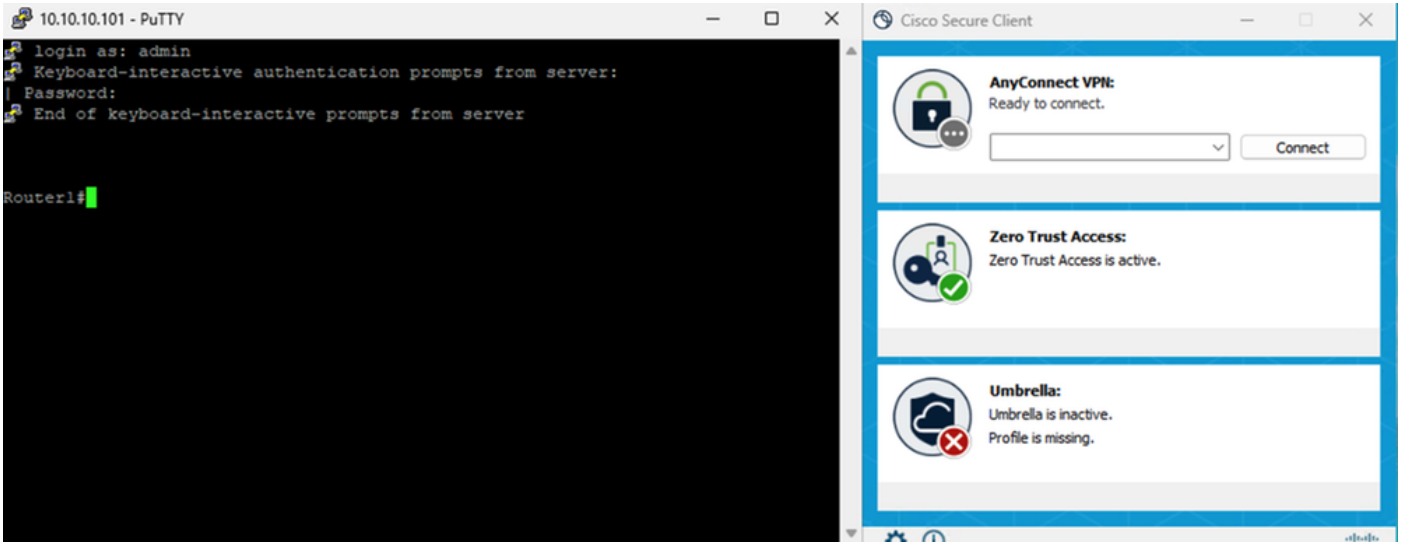 10.10.10.101 - PuTTY
login as: admin
Keyboard-interactive authentication prompts from server:
| Password:
End of keyboard-interactive prompts from server
Router1#
Cisco Secure Client
AnyConnect VPN:
Ready to connect.
Connect
Zero Trust Access:
Zero Trust Access is active.
Umbrella:
Umbrella is inactive.
Profile is missing.